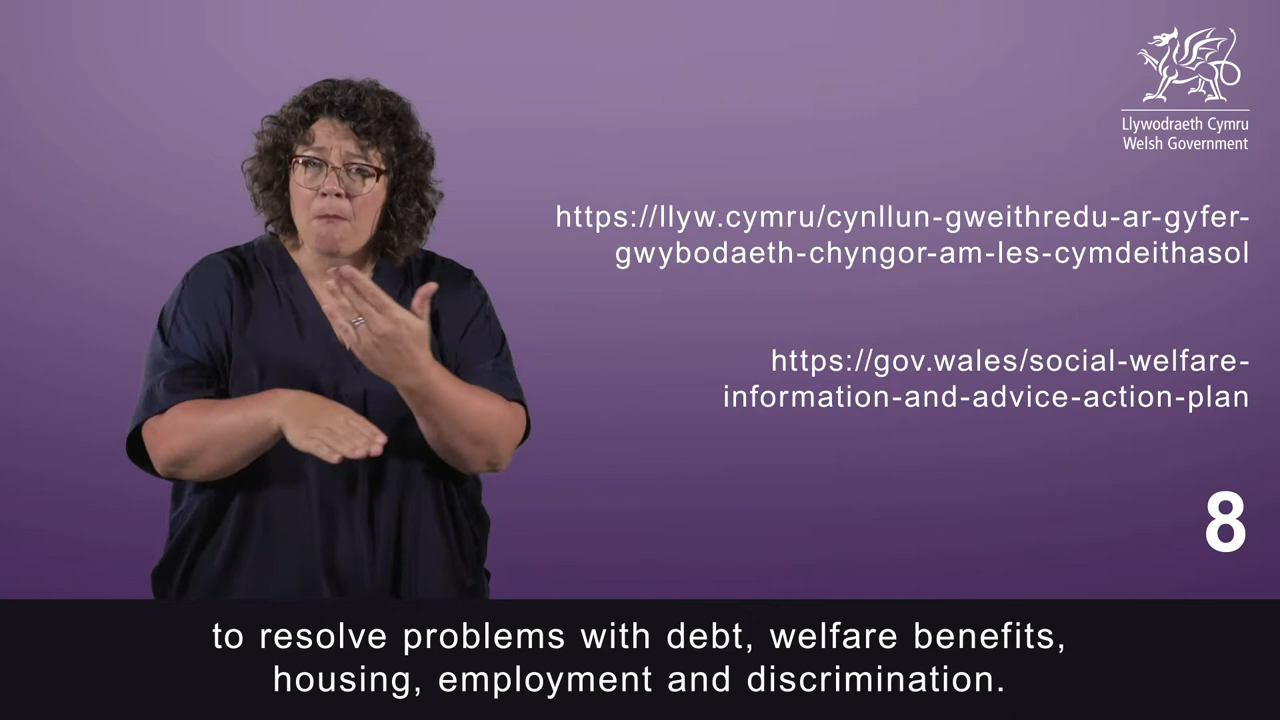 Llywodraeth Cymru
Welsh Government
https://llyw.cymru/cynllun-gweithredu-ar-gyfer-
gwybodaeth-chyngor-am-les-cymdeithasol
https://gov.wales/social-welfare-
information-and-advice-action-plan
8
to resolve problems with debt, welfare benefits,
housing, employment and discrimination.